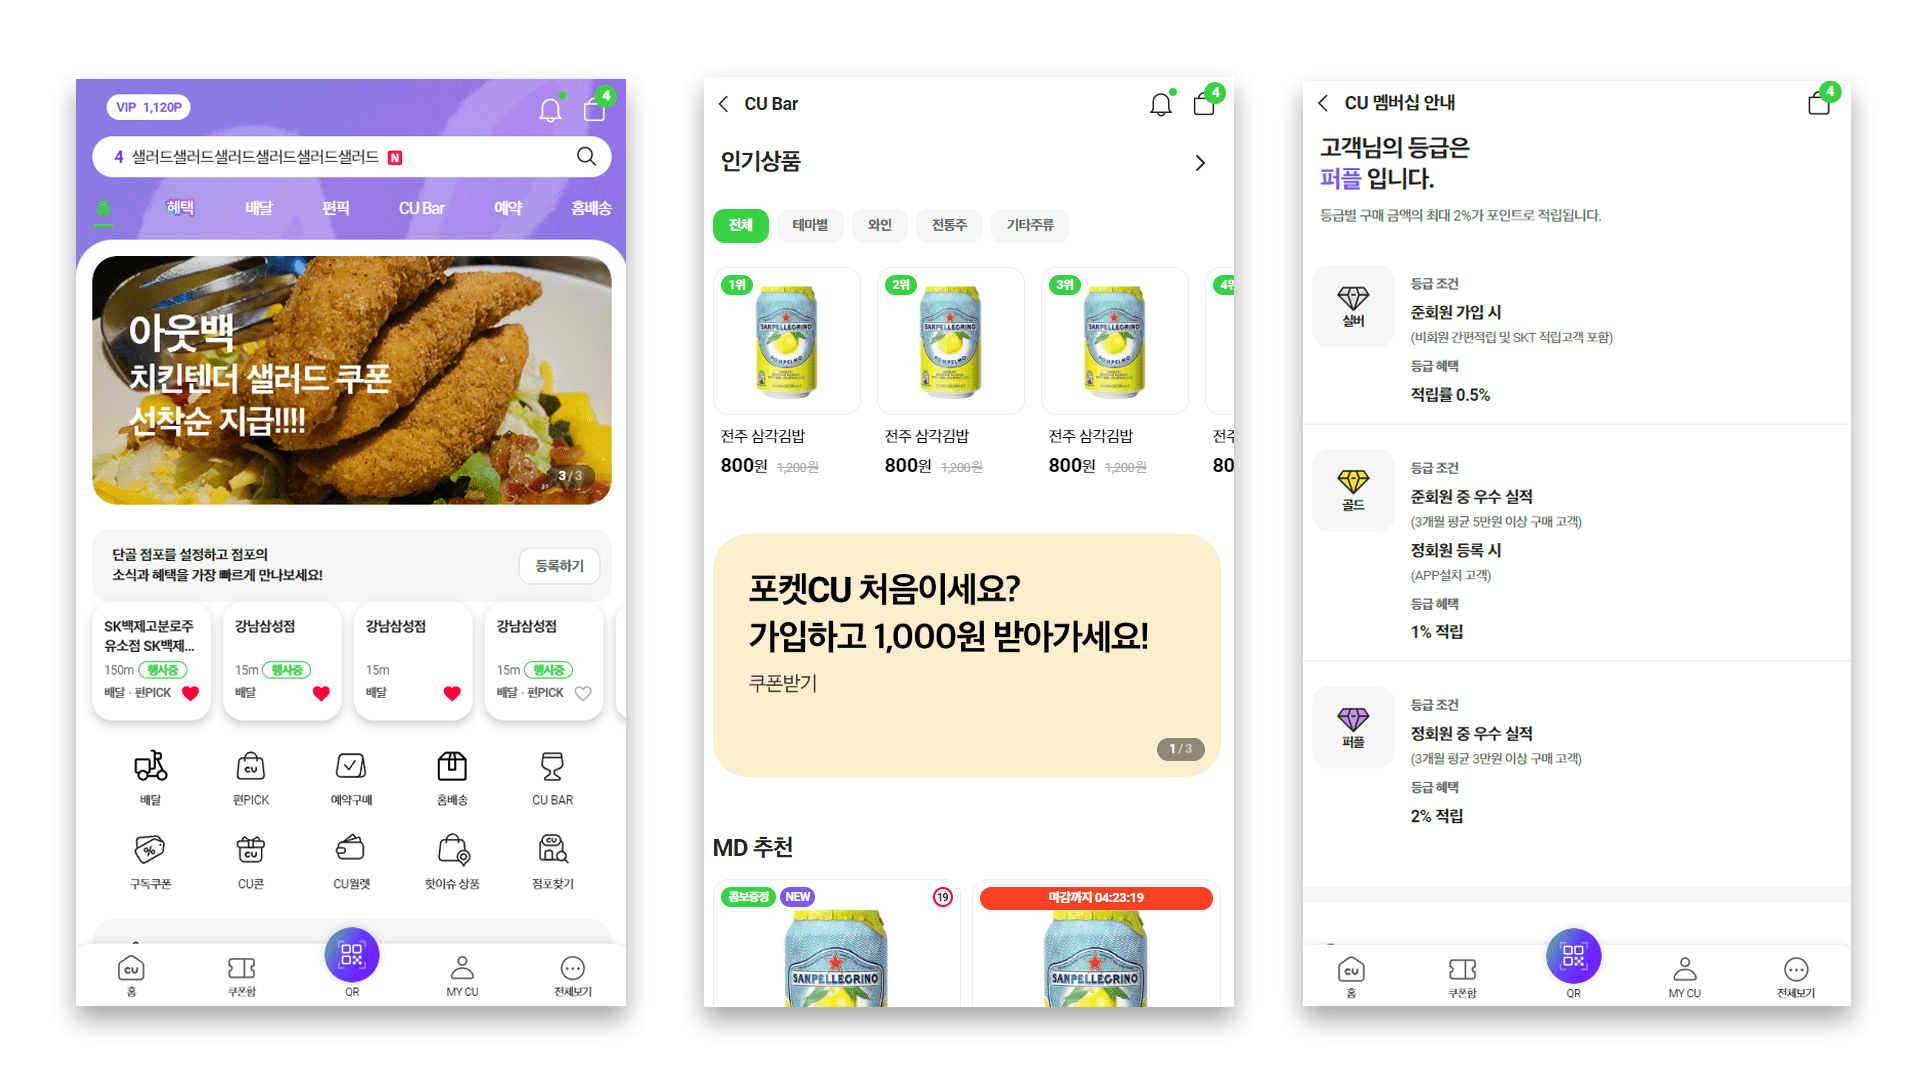 VIP 1,120P
4
4 샐러드샐러드샐러드샐러드샐러드샐러드 N
홈 혜택 배달 편픽 CU Bar 예약 홈배송
아웃백
치킨텐더 샐러드 쿠폰
선착순 지급!!!!
3 / 3
단골 점포를 설정하고 점포의
소식과 혜택을 가장 빠르게 만나보세요!
등록하기
SK백제고분로주
유소점 SK백제...
150m 행사중
배달 · 편PICK
강남삼성점
15m 행사중
배달
강남삼성점
15m
배달
강남삼성점
15m 행사중
배달 · 편PICK
배달 편PICK 예약구매 홈배송 CU BAR
구독쿠폰 CU콘 CU월렛 핫이슈 상품 점포찾기
홈 쿠폰함 QR MY CU 전체보기
CU Bar
4
인기상품
전체 테마별 와인 전통주 기타주류
1위 2위 3위 4위
SANPELLEGRINO SANPELLEGRINO SANPELLEGRINO
POMPELMO POMPELMO POMPELMO
전주 삼각김밥 전주 삼각김밥 전주 삼각김밥 전주
800원 1,200원 800원 1,200원 800원 1,200원 80
포켓CU 처음이세요?
가입하고 1,000원 받아가세요!
쿠폰받기
1 / 3
MD 추천
콤보증정 NEW 19
마감까지 04:23:19
SANPELLEGRINO SANPELLEGRINO
CU 멤버십 안내
4
고객님의 등급은
퍼플 입니다.
등급별 구매 금액의 최대 2%가 포인트로 적립됩니다.
실버
등급 조건
준회원 가입 시
(비회원 간편적립 및 SKT 적립고객 포함)
등급 혜택
적립률 0.5%
골드
등급 조건
준회원 중 우수 실적
(3개월 평균 5만원 이상 구매 고객)
정회원 등록 시
(APP설치 고객)
등급 혜택
1% 적립
퍼플
등급 조건
정회원 중 우수 실적
(3개월 평균 3만원 이상 구매 고객)
등급 혜택
2% 적립
홈 쿠폰함 QR MY CU 전체보기